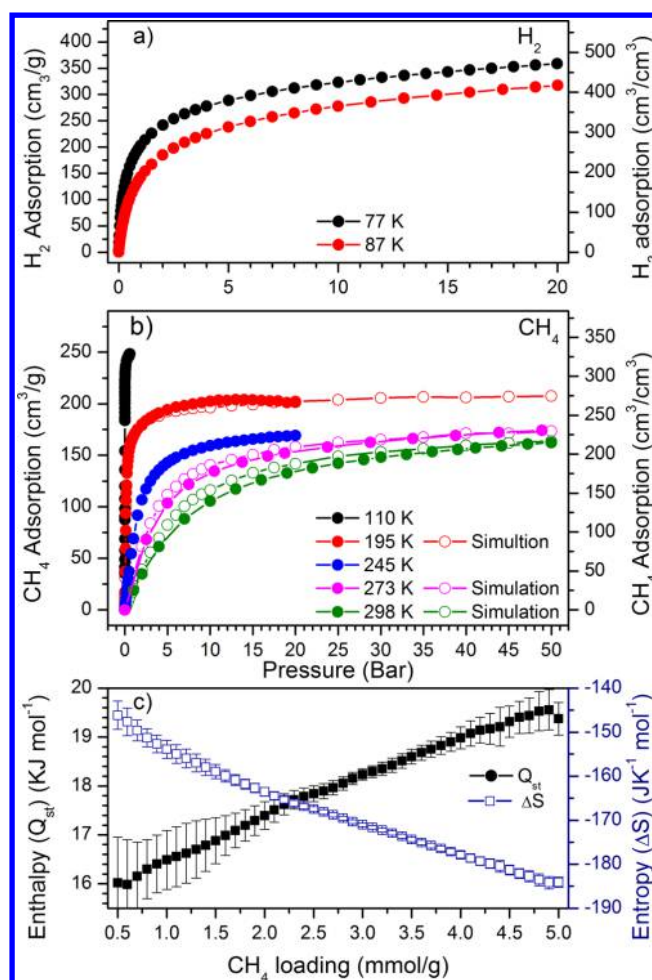 a)
H₂
H₂ Adsorption (cm₃/g)
400
350
300
250
200
150
100
50
0
500
400
300
200
100
0
H₂ adsorption (cm³/cm³)
77 K
87 K
0 5 10 15 20
b)
CH₄
CH₄ Adsorption (cm³/g)
250
200
150
100
50
0
350
300
250
200
150
100
50
0
CH₄ Adsorption (cm³/cm³)
110 K
195 K Simultion
245 K
273 K Simulation
298 K Simulation
0 5 10 15 20 25 30 35 40 45 50
Pressure (Bar)
c)
Enthalpy (Qst) (KJ mol⁻¹)
20
19
18
17
16
-140
-150
-160
-170
-180
-190
Entropy (ΔS) (JK⁻¹ mol⁻¹)
Qst
ΔS
0.5 1.0 1.5 2.0 2.5 3.0 3.5 4.0 4.5 5.0
CH₄ loading (mmol/g)